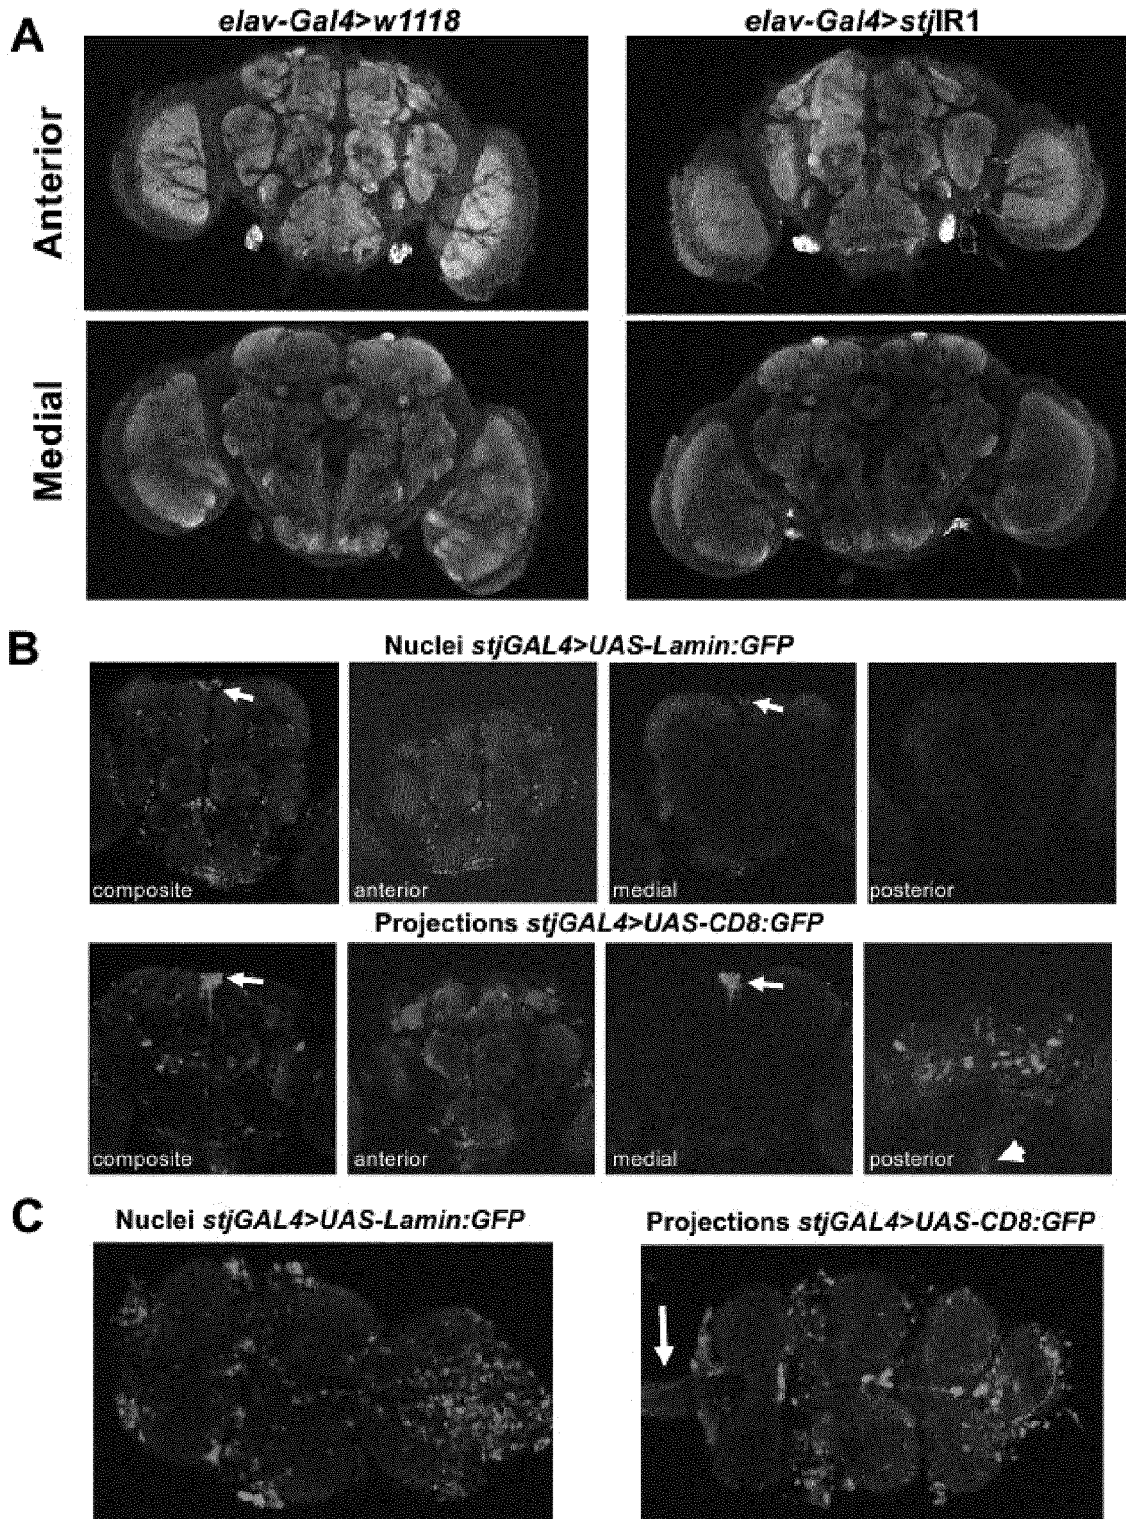 A
elav-Gal4>w1118
elav-Gal4>stjIR1
Anterior
Medial
B
Nuclei stjGAL4>UAS-Lamin:GFP
composite
anterior
medial
posterior
Projections stjGAL4>UAS-CD8:GFP
composite
anterior
medial
posterior
C
Nuclei stjGAL4>UAS-Lamin:GFP
Projections stjGAL4>UAS-CD8:GFP